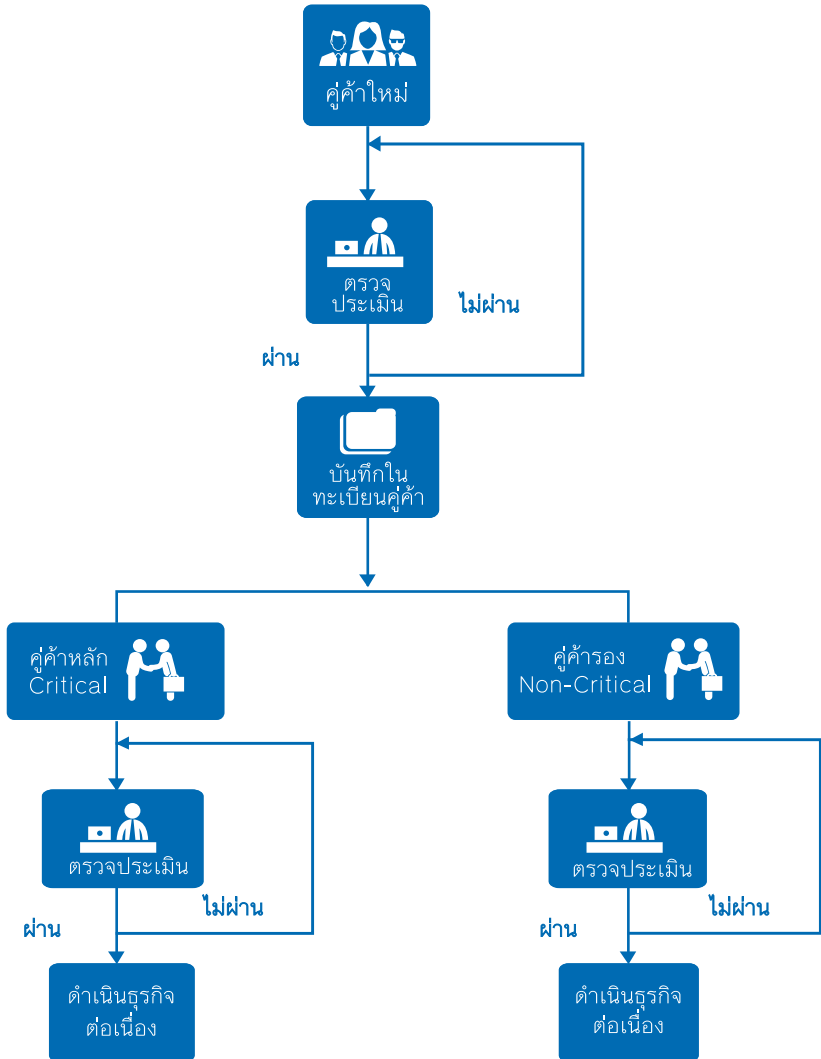 คู่ค้าใหม่
ตรวจ
ประเมิน
ไม่ผ่าน
ผ่าน
บันทึกใน
ทะเบียนคู่ค้า
คู่ค้าหลัก
Critical
คู่ค้ารอง
Non-Critical
ตรวจประเมิน
ตรวจประเมิน
ไม่ผ่าน
ผ่าน
ไม่ผ่าน
ผ่าน
ดำเนินธุรกิจ
ต่อเนื่อง
ดำเนินธุรกิจ
ต่อเนื่อง